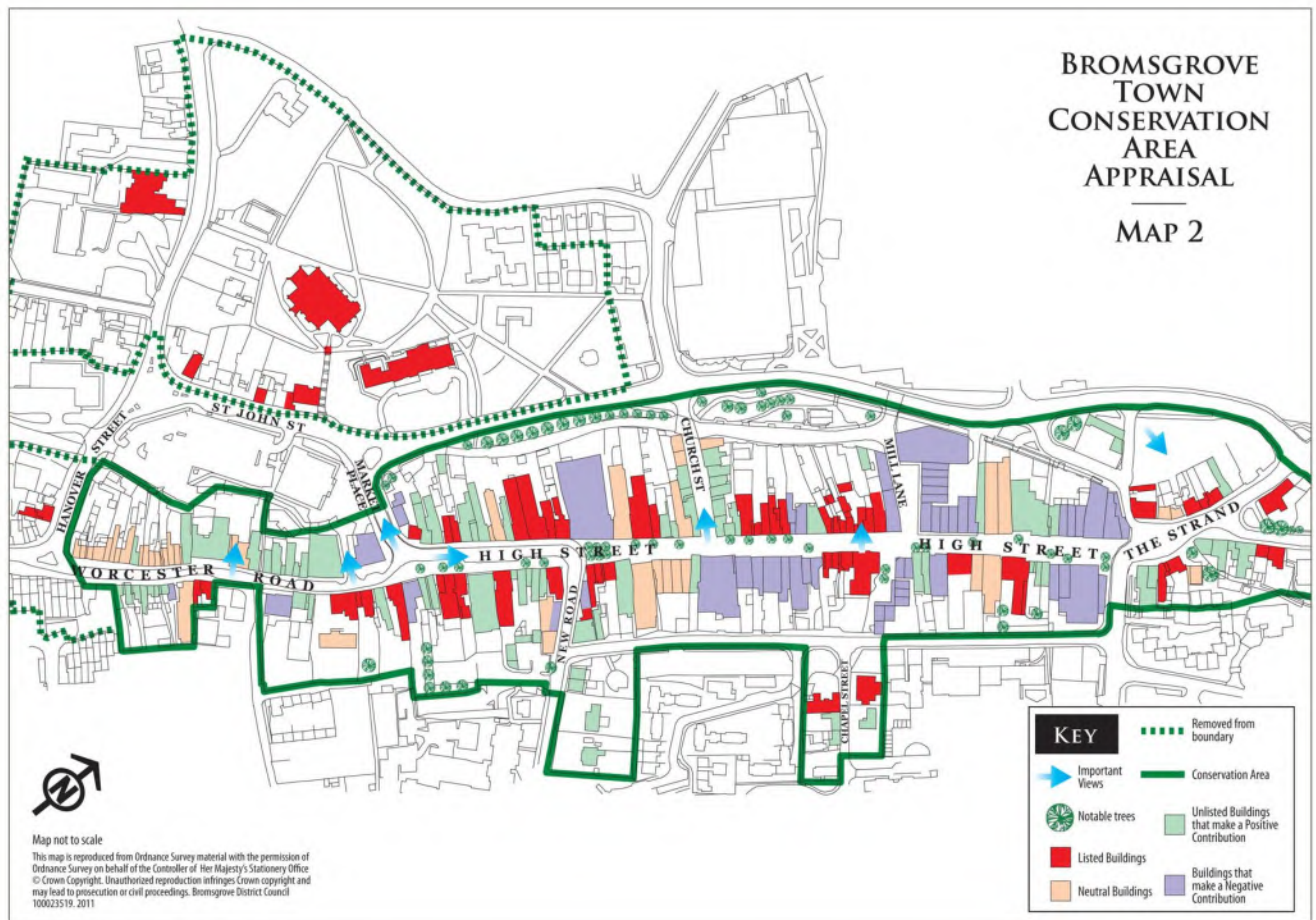 BROMSGROVE
TOWN
CONSERVATION
AREA
APPRAISAL
MAP 2
HANOVER STREET
ST JOHN ST
MARKET
PLACE
CHURCH ST
MILL LANE
WORCESTER ROAD
HIGH STREET
HIGH STREET
THE STRAND
NEW ROAD
CHAPEL STREET
N
Map not to scale
This map is reproduced from Ordnance Survey material with the permission of
Ordnance Survey on behalf of the Controller of Her Majesty's Stationery Office
© Crown Copyright. Unauthorized reproduction infringes Crown copyright and
may lead to prosecution or civil proceedings. Bromsgrove District Council
100023519. 2011
KEY
Removed from
boundary
Important
Views
Conservation Area
Notable trees
Unlisted Buildings
that make a Positive
Contribution
Listed Buildings
Neutral Buildings
Buildings that
make a Negative
Contribution